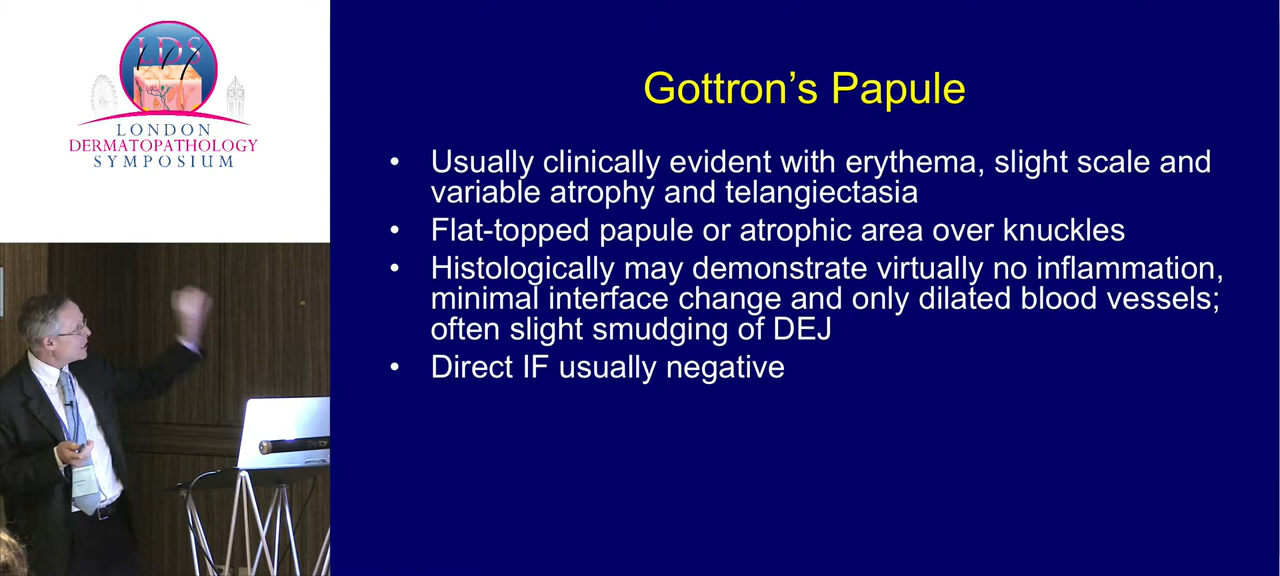 LDS
LONDON
DERMATOPATHOLOGY
SYMPOSIUM
Gottron's Papule
• Usually clinically evident with erythema, slight scale and
variable atrophy and telangiectasia
• Flat-topped papule or atrophic area over knuckles
• Histologically may demonstrate virtually no inflammation,
minimal interface change and only dilated blood vessels;
often slight smudging of DEJ
• Direct IF usually negative